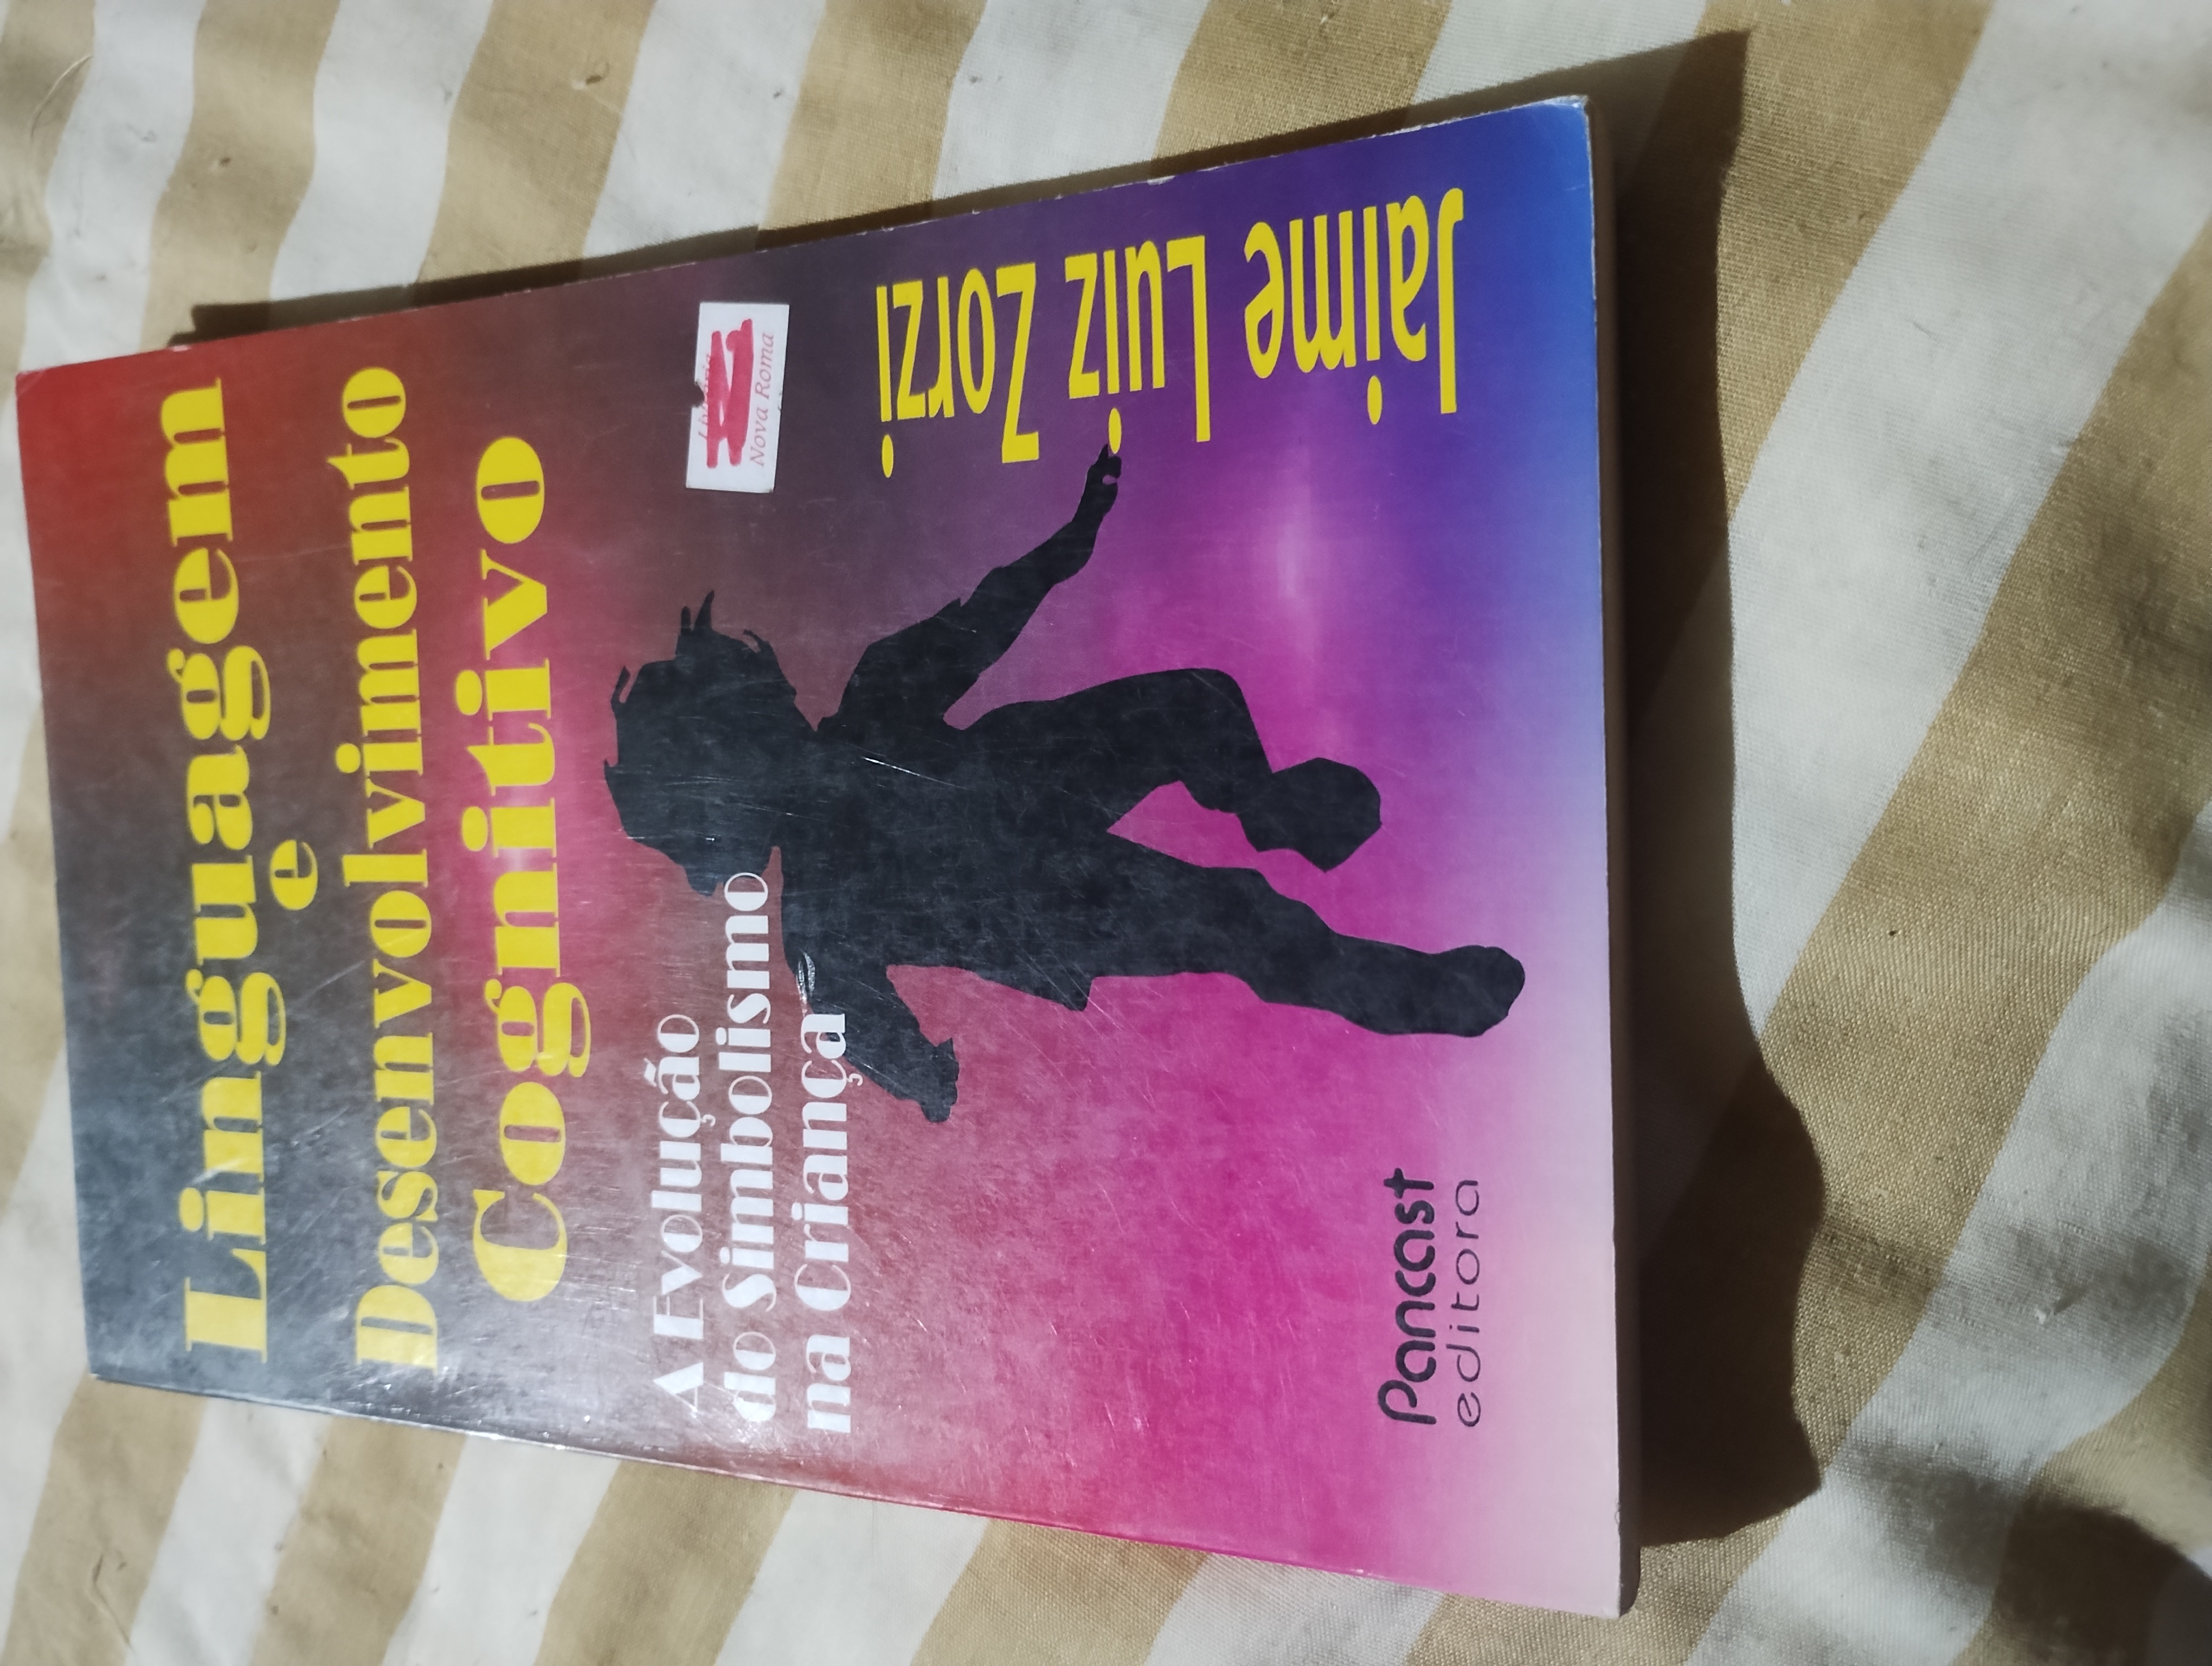 Linguagem
e
Desenvolvimento
Cognitivo
A Evolução
do Simbolismo
na Criança
Nova Roma
Jaime Luiz Zorzi
Pancast
editora